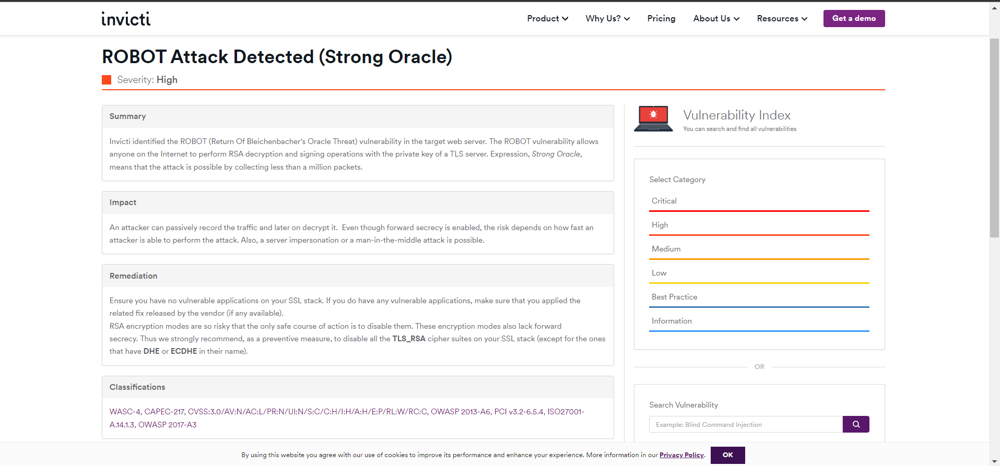 invicti
Product Why Us? Pricing About Us Resources Get a demo
ROBOT Attack Detected (Strong Oracle)
Severity: High
Summary
Invicti identified the ROBOT (Return Of Bleichenbacher's Oracle Threat) vulnerability in the target web server. The ROBOT vulnerability allows
anyone on the Internet to perform RSA decryption and signing operations with the private key of a TLS server. Expression, Strong Oracle,
means that the attack is possible by collecting less than a million packets.
Impact
An attacker can passively record the traffic and later on decrypt it.  Even though forward secrecy is enabled, the risk depends on how fast an
attacker is able to perform the attack. Also, a server impersonation or a man-in-the-middle attack is possible.
Remediation
Ensure you have no vulnerable applications on your SSL stack. If you do have any vulnerable applications, make sure that you applied the
related fix released by the vendor (if any available).
RSA encryption modes are so risky that the only safe course of action is to disable them. These encryption modes also lack forward
secrecy. Thus we strongly recommend, as a preventive measure, to disable all the TLS_RSA cipher suites on your SSL stack (except for the ones
that have DHE or ECDHE in their name).
Classifications
WASC-4, CAPEC-217, CVSS:3.0/AV:N/AC:L/PR:N/UI:N/S:C/C:H/I:H/A:H/E:P/RL:W/RC:C, OWASP 2013-A6, PCI v3.2-6.5.4, ISO27001-
A.14.1.3, OWASP 2017-A3
Vulnerability Index
You can search and find all vulnerabilities
Select Category
Critical
High
Medium
Low
Best Practice
Information
OR
Search Vulnerability
Example: Blind Command Injection
By using this website you agree with our use of cookies to improve its performance and enhance your experience. More information in our Privacy Policy. OK